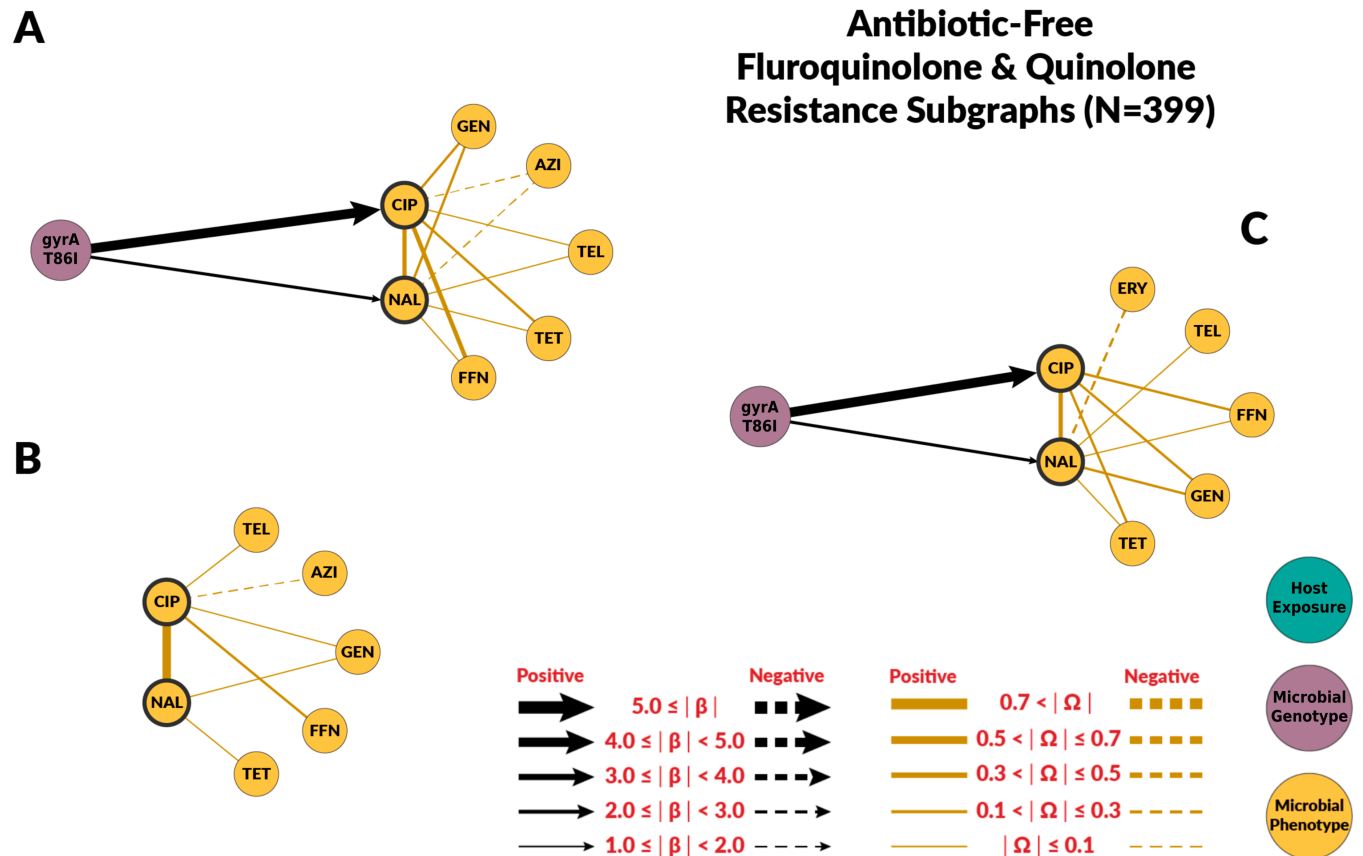 A
Antibiotic-Free
Fluroquinolone & Quinolone
Resistance Subgraphs (N=399)
GEN
AZI
CIP
TEL
gyrA
T86I
NAL
TET
FFN
C
ERY
TEL
CIP
FFN
gyrA
T86I
NAL
GEN
TET
B
TEL
AZI
CIP
GEN
NAL
FFN
TET
Positive
Negative
5.0 ≤ | β |
4.0 ≤ | β | < 5.0
3.0 ≤ | β | < 4.0
2.0 ≤ | β | < 3.0
1.0 ≤ | β | < 2.0
Positive
Negative
0.7 < | Ω |
0.5 < | Ω | ≤ 0.7
0.3 < | Ω | ≤ 0.5
0.1 < | Ω | ≤ 0.3
| Ω | ≤ 0.1
Host
Exposure
Microbial
Genotype
Microbial
Phenotype